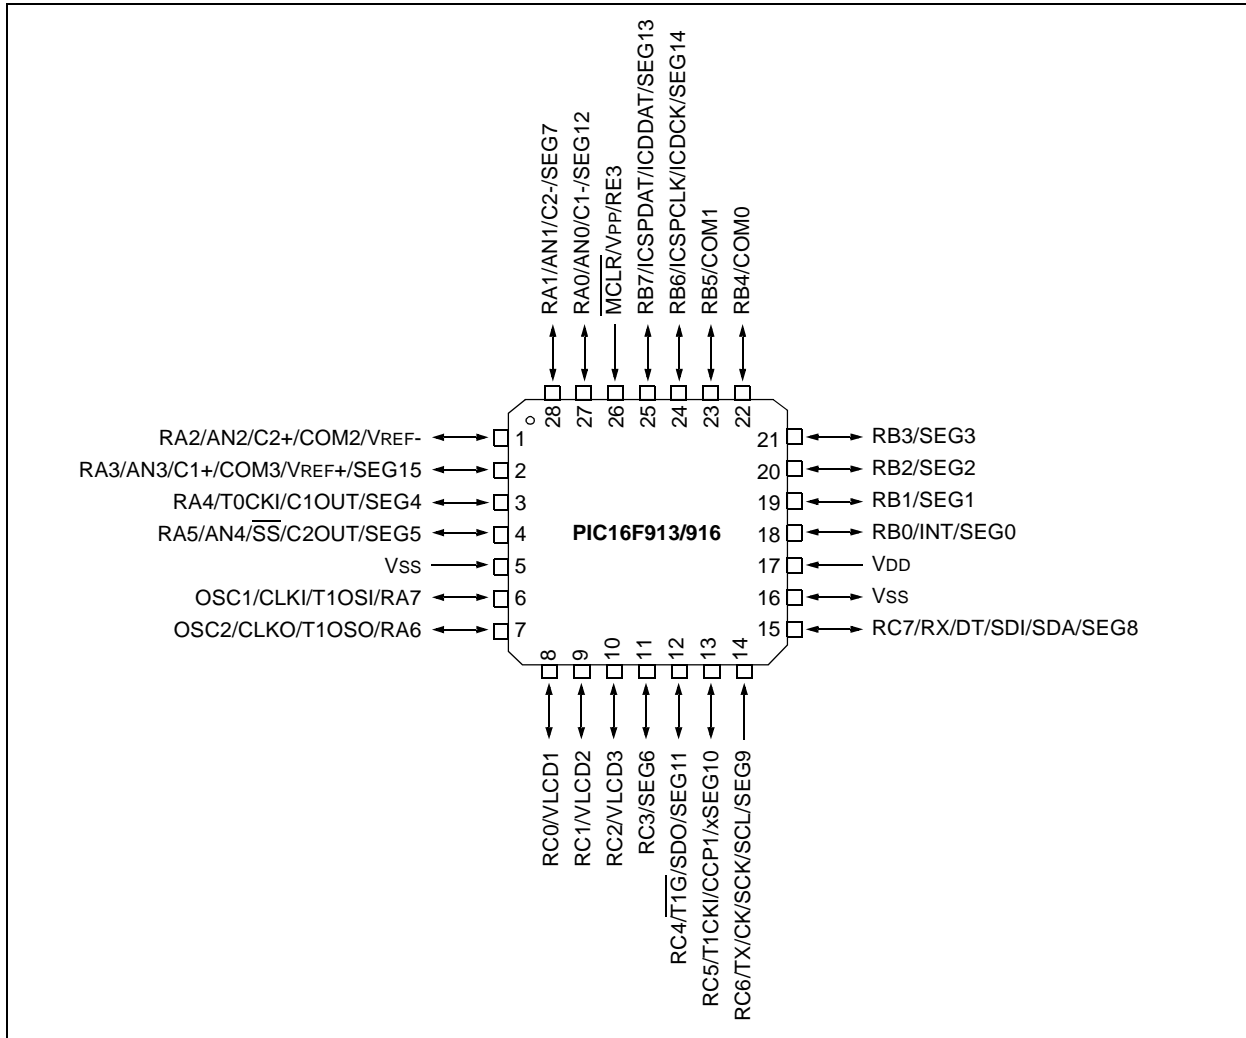 RA1/AN1/C2-/SEG7
RA0/AN0/C1-/SEG12
MCLR/VPP/RE3
RB7/ICSPDAT/ICDDAT/SEG13
RB6/ICSPCLK/ICDCK/SEG14
RB5/COM1
RB4/COM0
28
27
26
25
24
23
22
RA2/AN2/C2+/COM2/VREF- 1
RA3/AN3/C1+/COM3/VREF+/SEG15 2
RA4/T0CKI/C1OUT/SEG4 3
RA5/AN4/SS/C2OUT/SEG5 4
VSS 5
OSC1/CLKI/T1OSI/RA7 6
OSC2/CLKO/T1OSO/RA6 7
PIC16F913/916
21 RB3/SEG3
20 RB2/SEG2
19 RB1/SEG1
18 RB0/INT/SEG0
17 VDD
16 VSS
15 RC7/RX/DT/SDI/SDA/SEG8
8
9
10
11
12
13
14
RC0/VLCD1
RC1/VLCD2
RC2/VLCD3
RC3/SEG6
RC4/T1G/SDO/SEG11
RC5/T1CKI/CCP1/xSEG10
RC6/TX/CK/SCK/SCL/SEG9